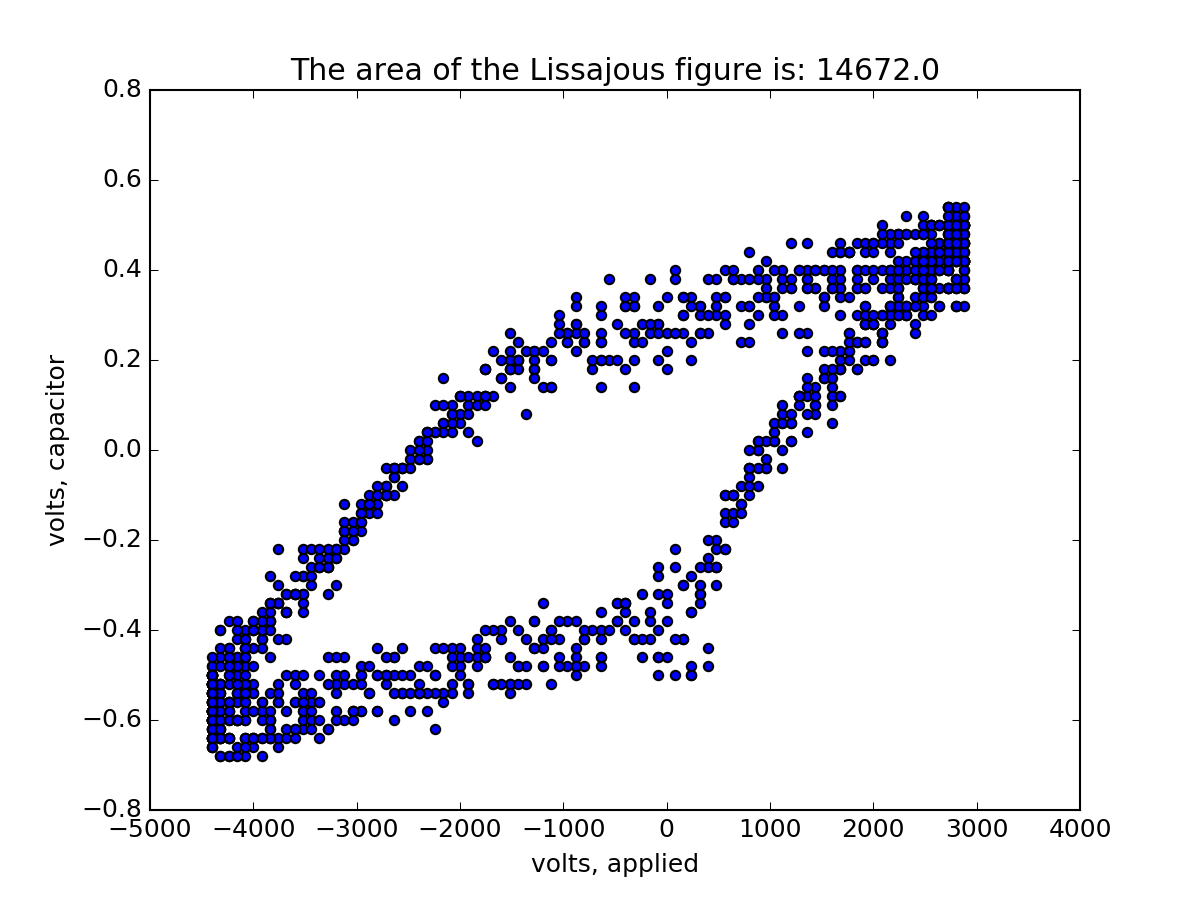 The area of the Lissajous figure is: 14672.0
0.8
0.6
0.4
0.2
0.0
−0.2
−0.4
−0.6
−0.8
volts, capacitor
−5000 −4000 −3000 −2000 −1000 0 1000 2000 3000 4000
volts, applied